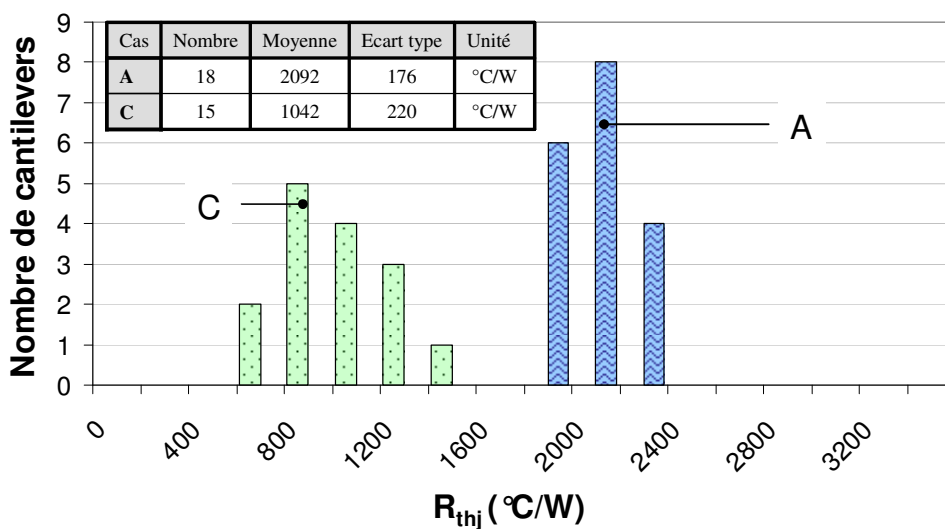 Nombre de cantilevers
9
8
7
6
5
4
3
2
1
0
Cas Nombre Moyenne Ecart type Unité
A 18 2092 176 °C/W
C 15 1042 220 °C/W
A
C
0 400 800 1200 1600 2000 2400 2800 3200
Rthj (°C/W)